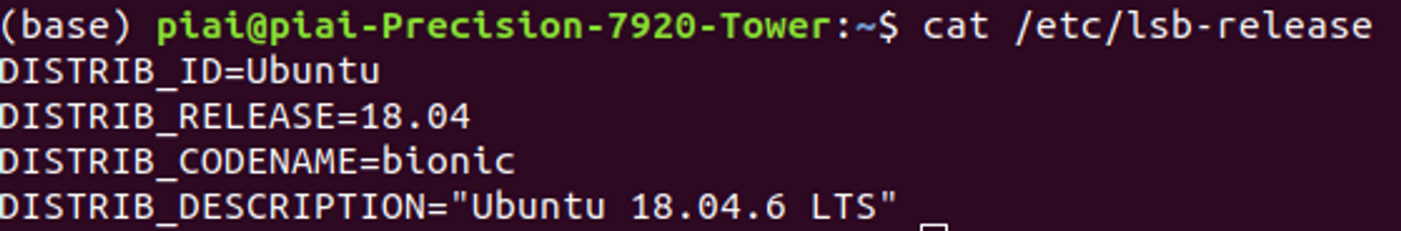 (base) piai@piai-Precision-7920-Tower:~$ cat /etc/lsb-release
DISTRIB_ID=Ubuntu
DISTRIB_RELEASE=18.04
DISTRIB_CODENAME=bionic
DISTRIB_DESCRIPTION="Ubuntu 18.04.6 LTS"